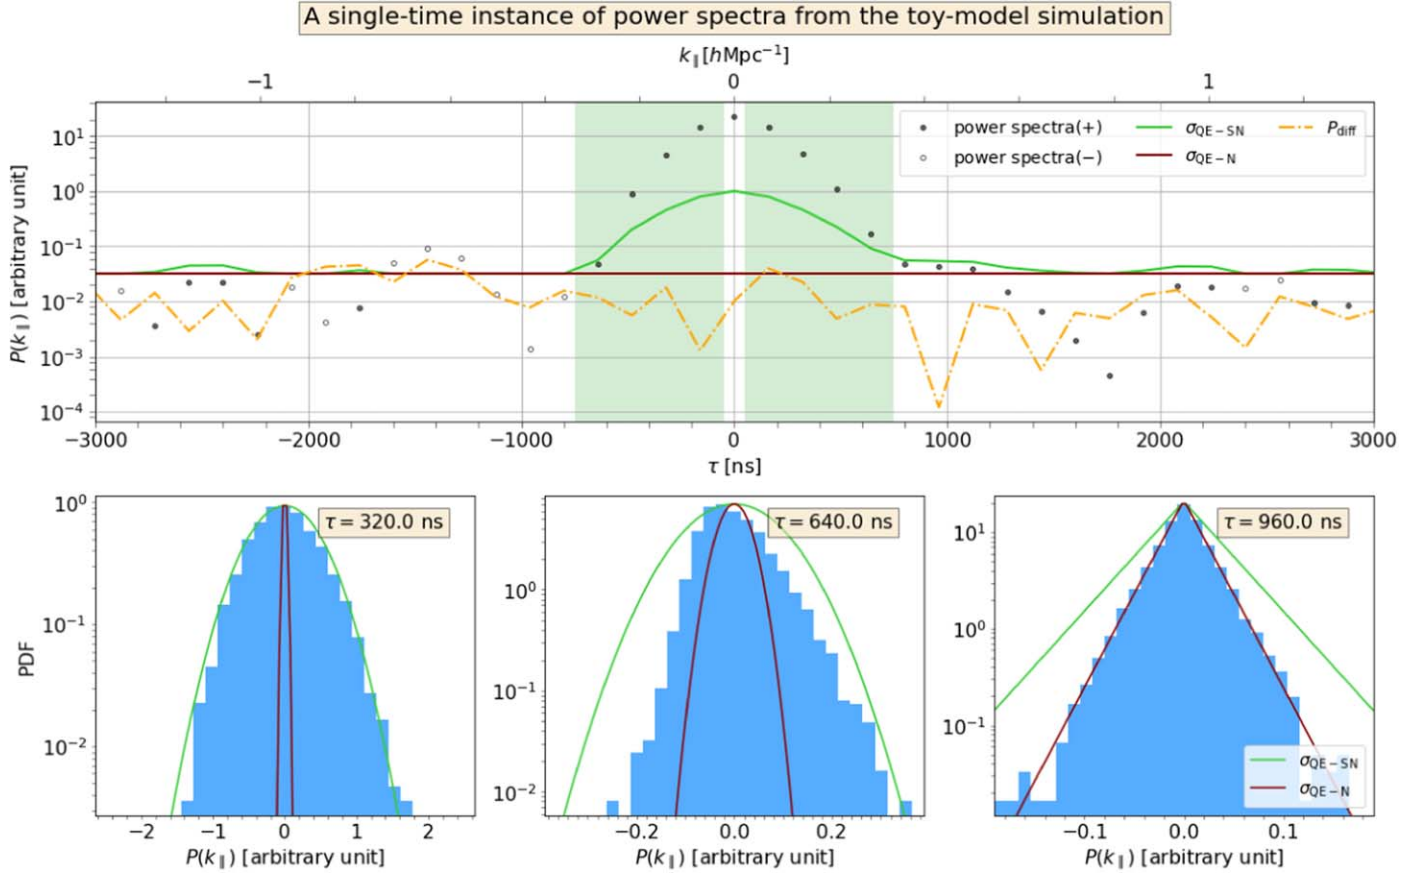 A single-time instance of power spectra from the toy-model simulation
k∥[hMpc⁻¹]
−1 0 1
10¹
10⁰
10⁻¹
10⁻²
10⁻³
10⁻⁴
P(k∥) [arbitrary unit]
power spectra(+)
power spectra(−)
σQE−SN
σQE−N
Pdiff
−3000 −2000 −1000 0 1000 2000 3000
τ [ns]
τ = 320.0 ns
10⁰
10⁻¹
10⁻²
PDF
−2 −1 0 1 2
P(k∥) [arbitrary unit]
τ = 640.0 ns
10⁰
10⁻¹
10⁻²
−0.2 0.0 0.2
P(k∥) [arbitrary unit]
τ = 960.0 ns
10¹
10⁰
10⁻¹
σQE−SN
σQE−N
−0.1 0.0 0.1
P(k∥) [arbitrary unit]